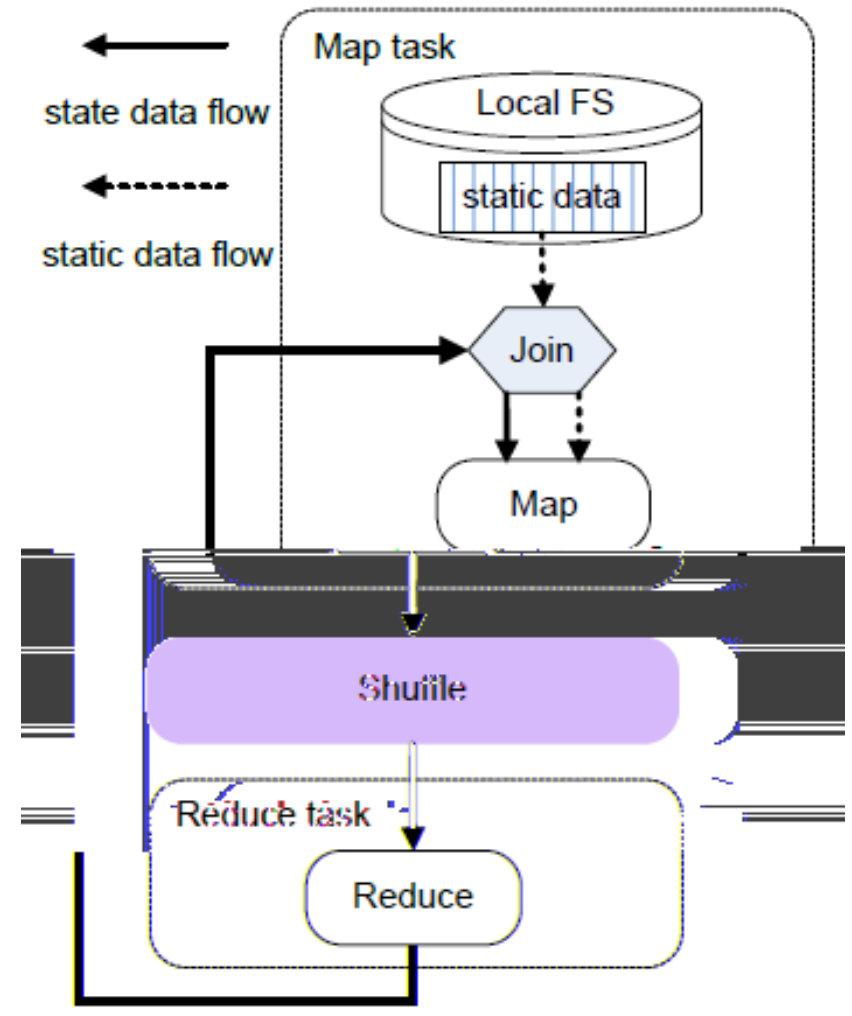 Map task
Local FS
state data flow
static data
static data flow
Join
Map
Shuffle
Reduce task
Reduce